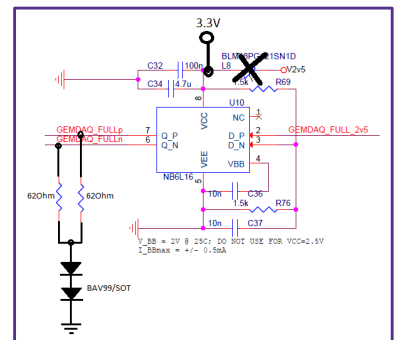 3.3V
C32
100n
L8
V2v5
C34
4.7u
1.5k
R69
U10
8
VCC
NC
1
GEMDAQ_FULLp
7
Q_P
D_P
2
GEMDAQ_FULL_2v5
GEMDAQ_FULLn
6
Q_N
D_N
3
VBB
4
VEE
5
NB6L16
10n
C36
1.5k
R76
62Ohm
62Ohm
10n
C37
V_BB = 2V @ 25C; DO NOT USE FOR VCC=2.5V
I_BBmax = +/- 0.5mA
BAV99/SOT